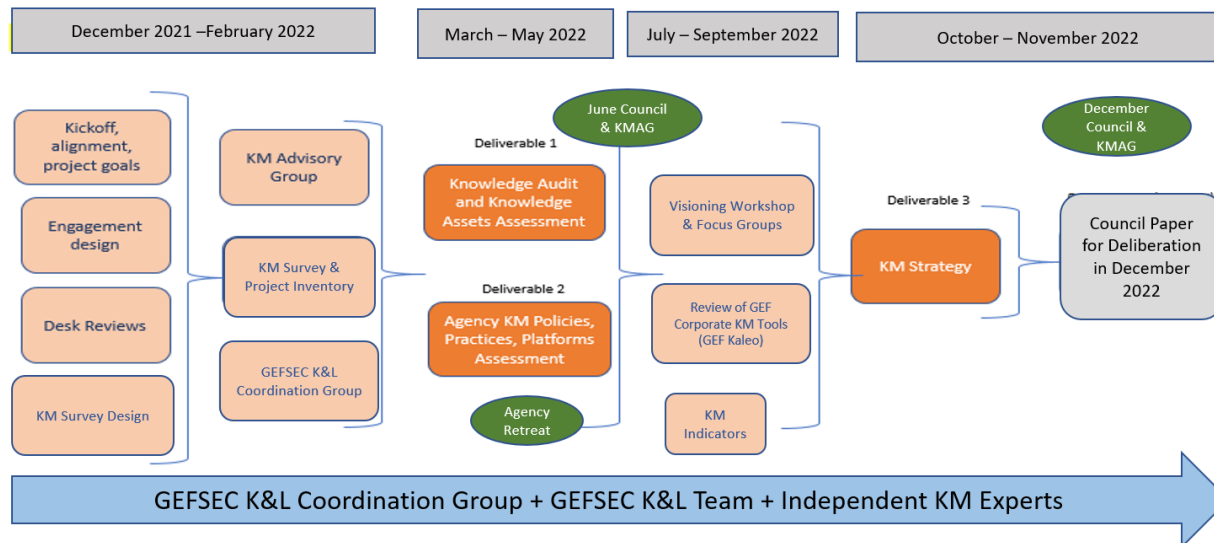 December 2021 –February 2022
March – May 2022
July – September 2022
October – November 2022
Kickoff,
alignment,
project goals
Engagement
design
Desk Reviews
KM Survey Design
KM Advisory
Group
KM Survey &
Project Inventory
GEFSEC K&L
Coordination Group
Deliverable 1
Knowledge Audit
and Knowledge
Assets Assessment
Deliverable 2
Agency KM Policies,
Practices, Platforms
Assessment
Agency
Retreat
June Council
& KMAG
Visioning Workshop
& Focus Groups
Review of GEF
Corporate KM Tools
(GEF Kaleo)
KM
Indicators
Deliverable 3
KM Strategy
December
Council &
KMAG
Council Paper
for Deliberation
in December
2022
GEFSEC K&L Coordination Group + GEFSEC K&L Team + Independent KM Experts